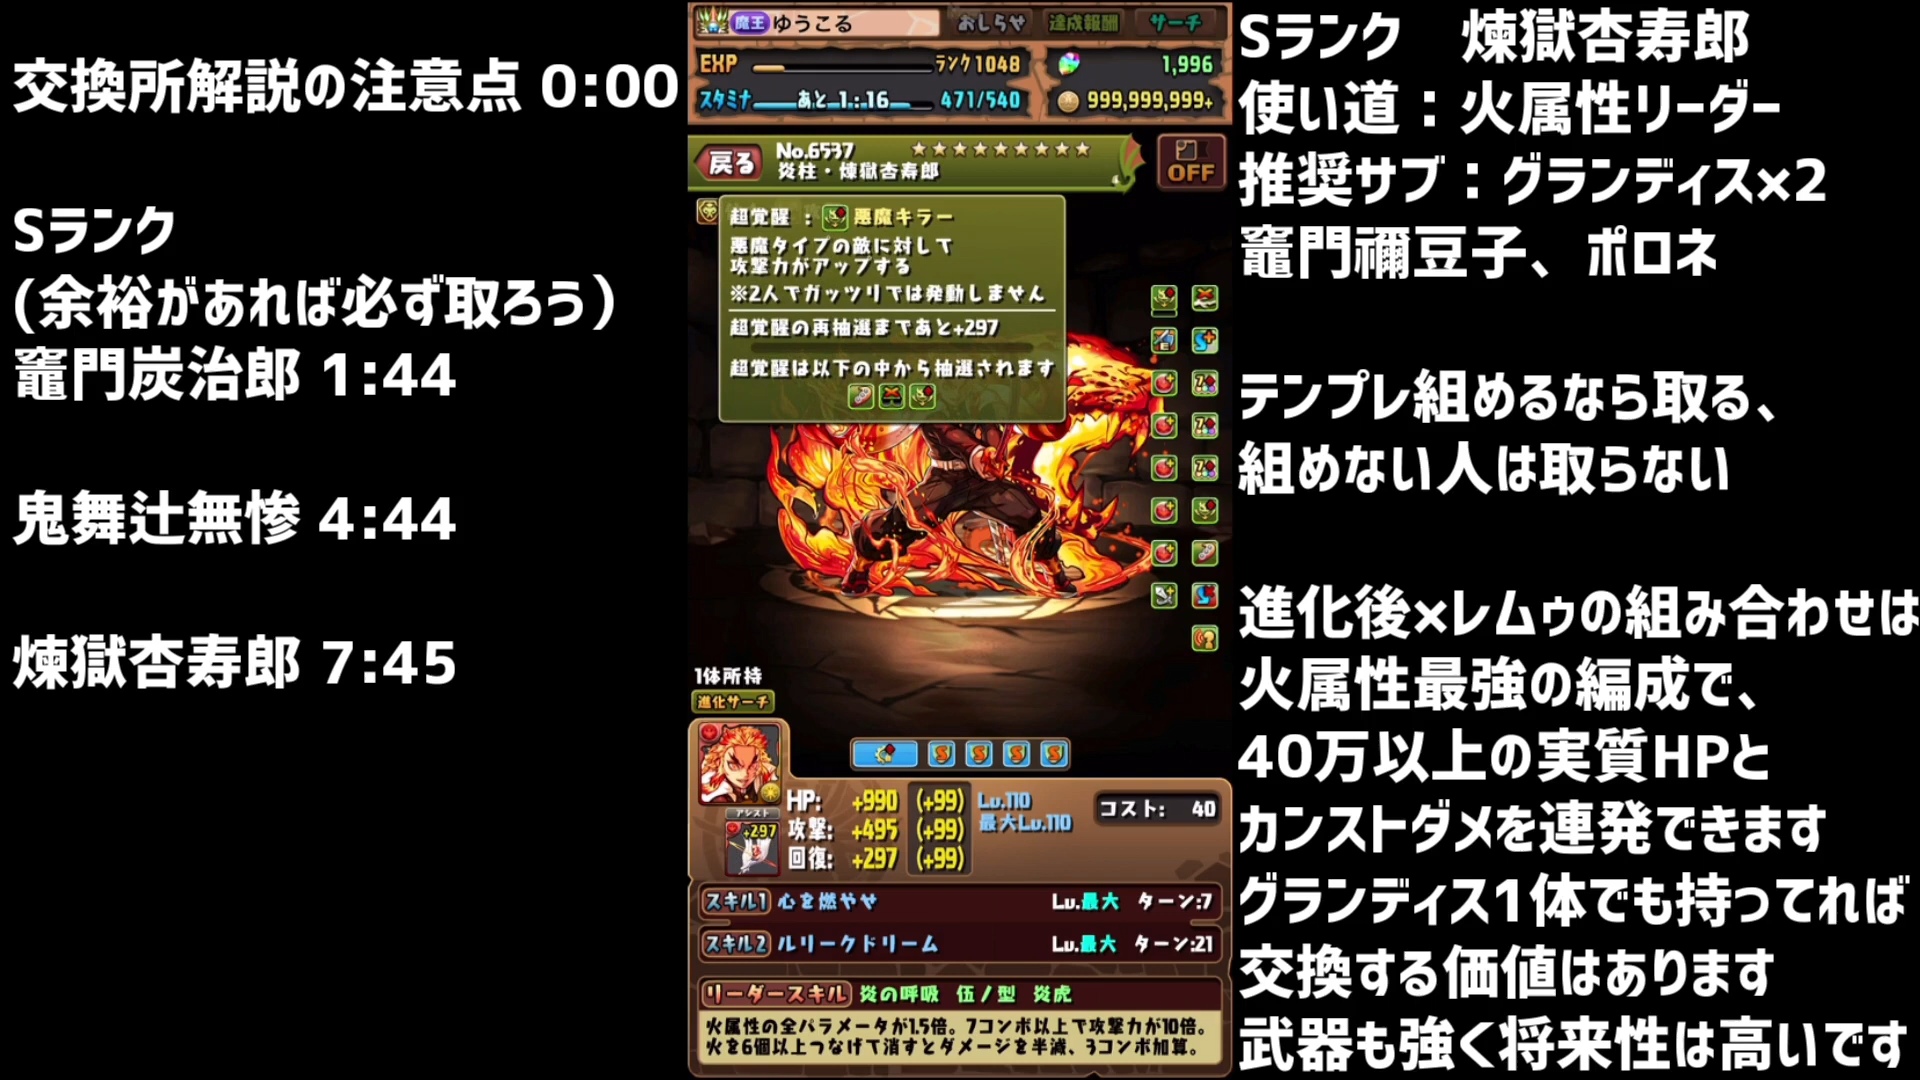 交換所解説の注意点 0:00
Sランク
(余裕があれば必ず取ろう）
竈門炭治郎 1:44
鬼舞辻無惨 4:44
煉獄杏寿郎 7:45
魔王 ゆうこる
おしらせ
達成報酬
サーチ
EXP
ランク1048
1,996
スタミナ
あと 1:16
471/540
999,999,999+
戻る
No.6537
★★★★★★★★★
炎柱・煉獄杏寿郎
OFF
超覚醒 : 悪魔キラー
悪魔タイプの敵に対して
攻撃力がアップする
※2人でガッツリでは発動しません
超覚醒の再抽選まであと+297
超覚醒は以下の中から抽選されます
1体所持
進化サーチ
HP: +990 (+99)
Lv.110
コスト: 40
最大Lv.110
アシスト
+297
攻撃: +495 (+99)
回復: +297 (+99)
スキル1 心を燃やせ Lv.最大 ターン:7
スキル2 ルリークドリーム Lv.最大 ターン:21
リーダースキル 炎の呼吸 伍ノ型 炎虎
火属性の全パラメータが1.5倍。7コンボ以上で攻撃力が10倍。
火を6個以上つなげて消すとダメージを半減、3コンボ加算。
Sランク　煉獄杏寿郎
使い道：火属性リーダー
推奨サブ：グランディス×2
竈門禰豆子、ポロネ
テンプレ組めるなら取る、
組めない人は取らない
進化後×レムゥの組み合わせは
火属性最強の編成で、
40万以上の実質HPと
カンストダメを連発できます
グランディス1体でも持ってれば
交換する価値はあります
武器も強く将来性は高いです